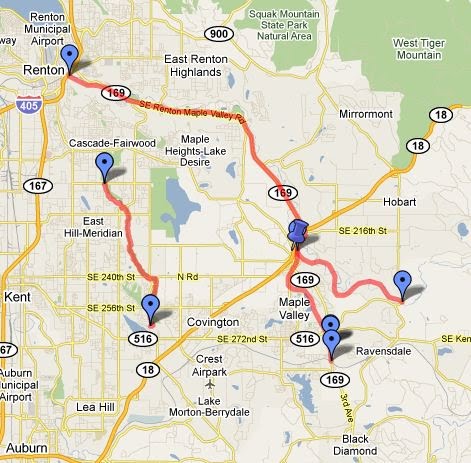 Renton
Municipal
Airport
Squak Mountain
State Park
Natural Area
900
West Tiger
Mountain
Renton
East Renton
Highlands
405
169
SE Renton Maple Valley Rd
Mirrormont
18
Cascade-Fairwood
Maple
Heights-Lake
Desire
18
167
169
Hobart
East
Hill-Meridian
SE 216th St
SE 240th St
N Rd
169
Kent
SE 256th St
Maple
Valley
Covington
516
SE 272nd St
516
SE Ken
Ravensdale
67
18
Crest
Airpark
169
Auburn
Municipal
Airport
Lea Hill
Lake
Morton-Berrydale
3rd Ave
Black
Diamond
Auburn